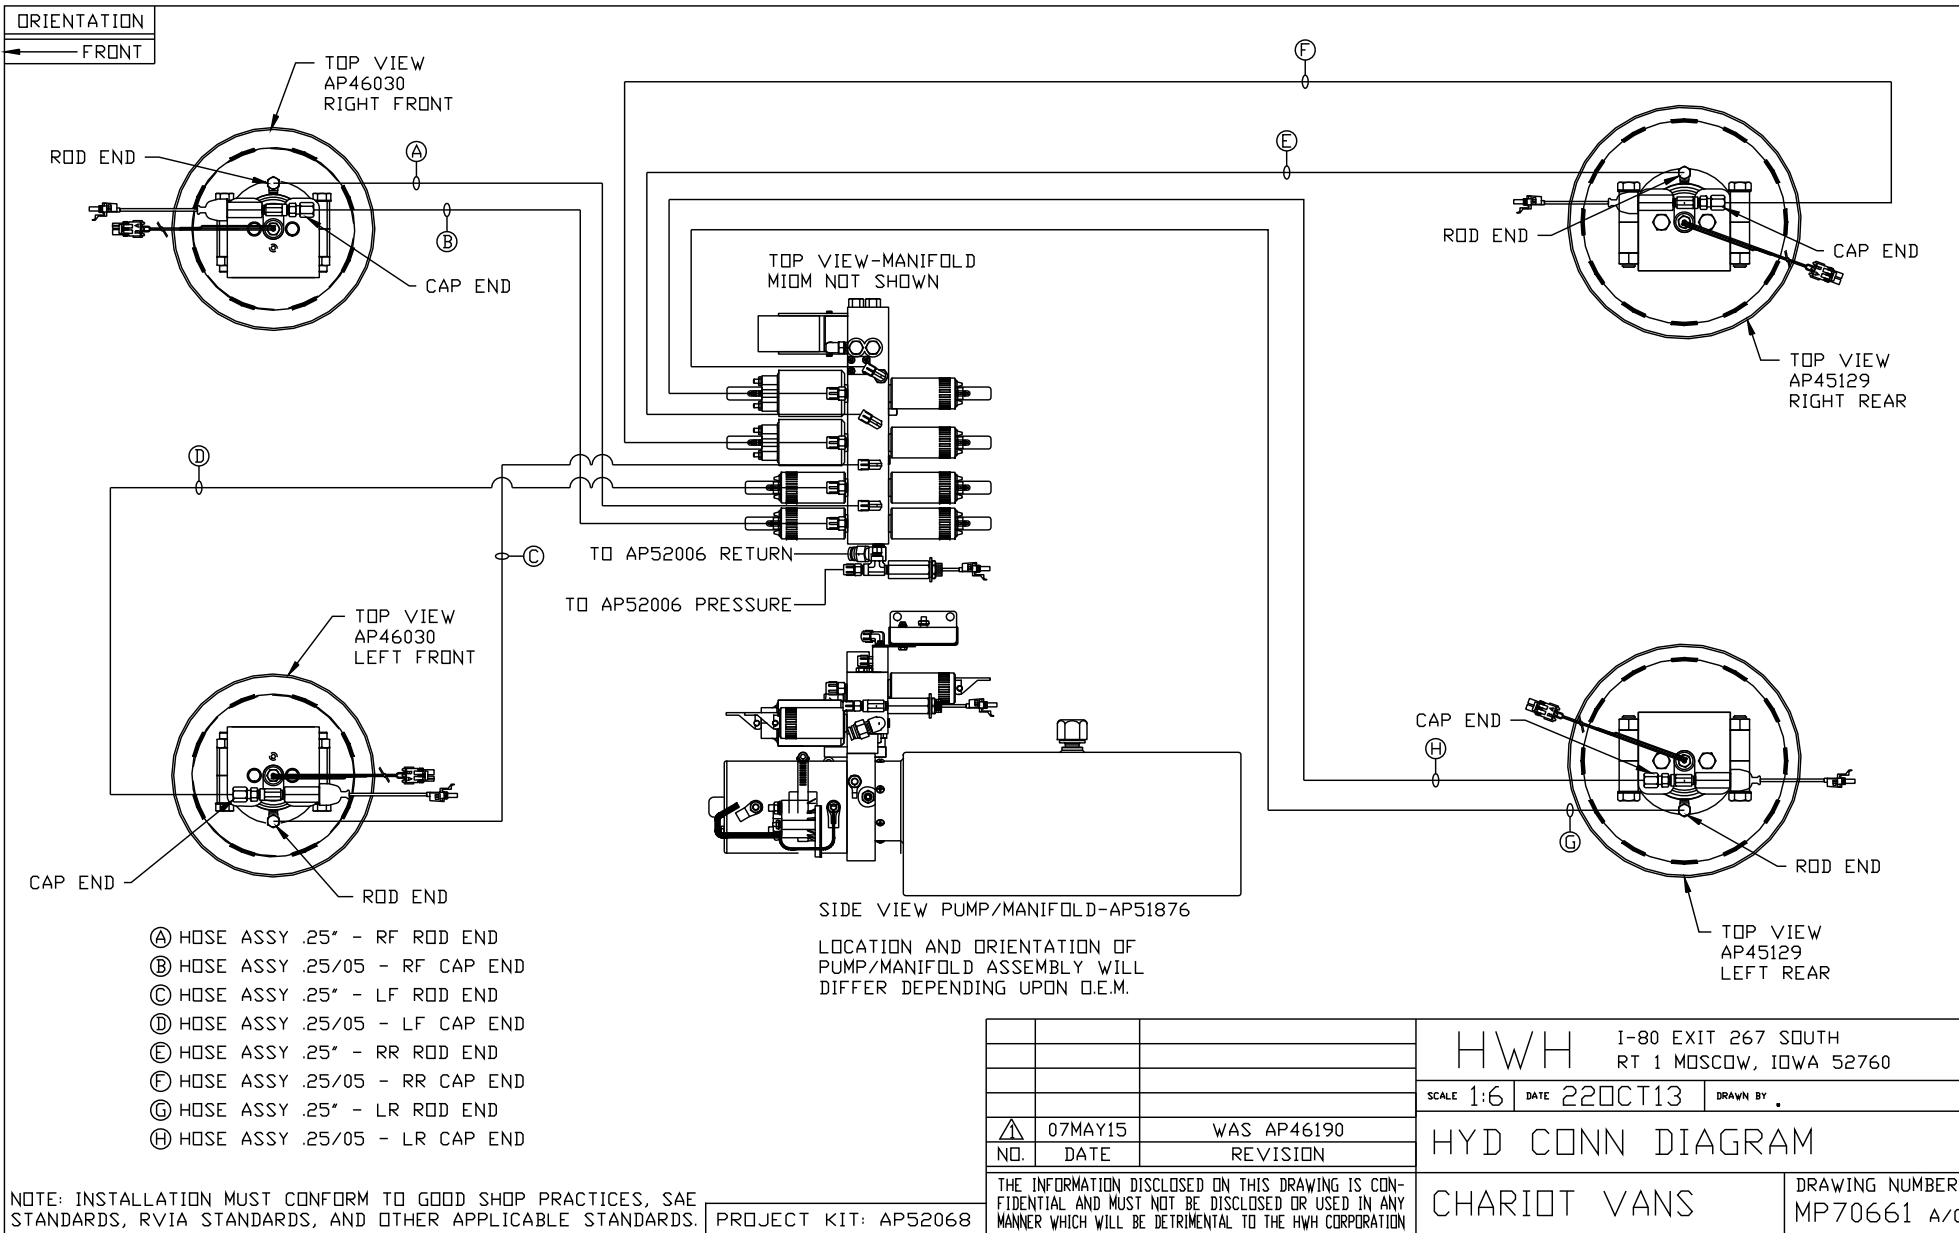 ORIENTATION
FRONT
TOP VIEW
AP46030
RIGHT FRONT
ROD END
A
B
CAP END
F
E
ROD END
CAP END
TOP VIEW
AP45129
RIGHT REAR
TOP VIEW-MANIFOLD
MIOM NOT SHOWN
D
C
TO AP52006 RETURN
TO AP52006 PRESSURE
TOP VIEW
AP46030
LEFT FRONT
CAP END
ROD END
CAP END
H
G
ROD END
TOP VIEW
AP45129
LEFT REAR
SIDE VIEW PUMP/MANIFOLD-AP51876
LOCATION AND ORIENTATION OF
PUMP/MANIFOLD ASSEMBLY WILL
DIFFER DEPENDING UPON O.E.M.
A HOSE ASSY .25" - RF ROD END
B HOSE ASSY .25/05 - RF CAP END
C HOSE ASSY .25" - LF ROD END
D HOSE ASSY .25/05 - LF CAP END
E HOSE ASSY .25" - RR ROD END
F HOSE ASSY .25/05 - RR CAP END
G HOSE ASSY .25" - LR ROD END
H HOSE ASSY .25/05 - LR CAP END
NOTE: INSTALLATION MUST CONFORM TO GOOD SHOP PRACTICES, SAE
STANDARDS, RVIA STANDARDS, AND OTHER APPLICABLE STANDARDS.
PROJECT KIT: AP52068
1 07MAY15 WAS AP46190
NO. DATE REVISION
THE INFORMATION DISCLOSED ON THIS DRAWING IS CON-
FIDENTIAL AND MUST NOT BE DISCLOSED OR USED IN ANY
MANNER WHICH WILL BE DETRIMENTAL TO THE HWH CORPORATION
HWH
I-80 EXIT 267 SOUTH
RT 1 MOSCOW, IOWA 52760
SCALE 1:6 DATE 22OCT13 DRAWN BY .
HYD CONN DIAGRAM
CHARIOT VANS
DRAWING NUMBER
MP70661